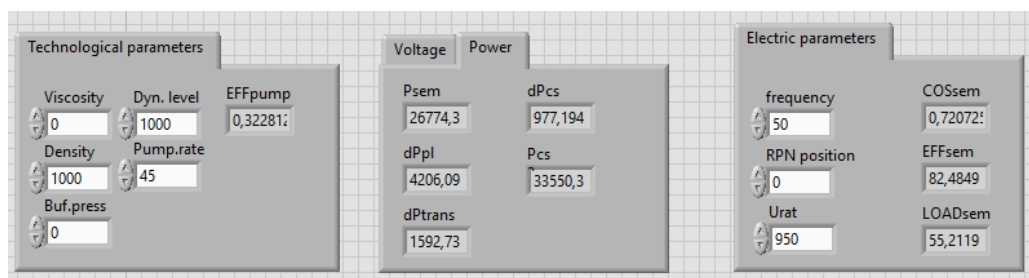 Technological parameters
Viscosity Dyn. level EFFpump
0 1000 0,322812
Density Pump.rate
1000 45
Buf.press
0
Voltage Power
Psem dPcs
26774,3 977,194
dPpl Pcs
4206,09 33550,3
dPtrans
1592,73
Electric parameters
frequency COSsem
50 0,72072
RPN position EFFsem
0 82,4849
Urat LOADsem
950 55,2119